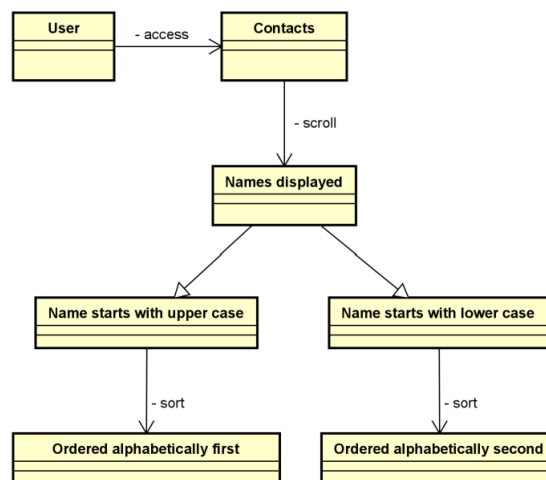 User
- access
Contacts
- scroll
Names displayed
Name starts with upper case
Name starts with lower case
- sort
- sort
Ordered alphabetically first
Ordered alphabetically second